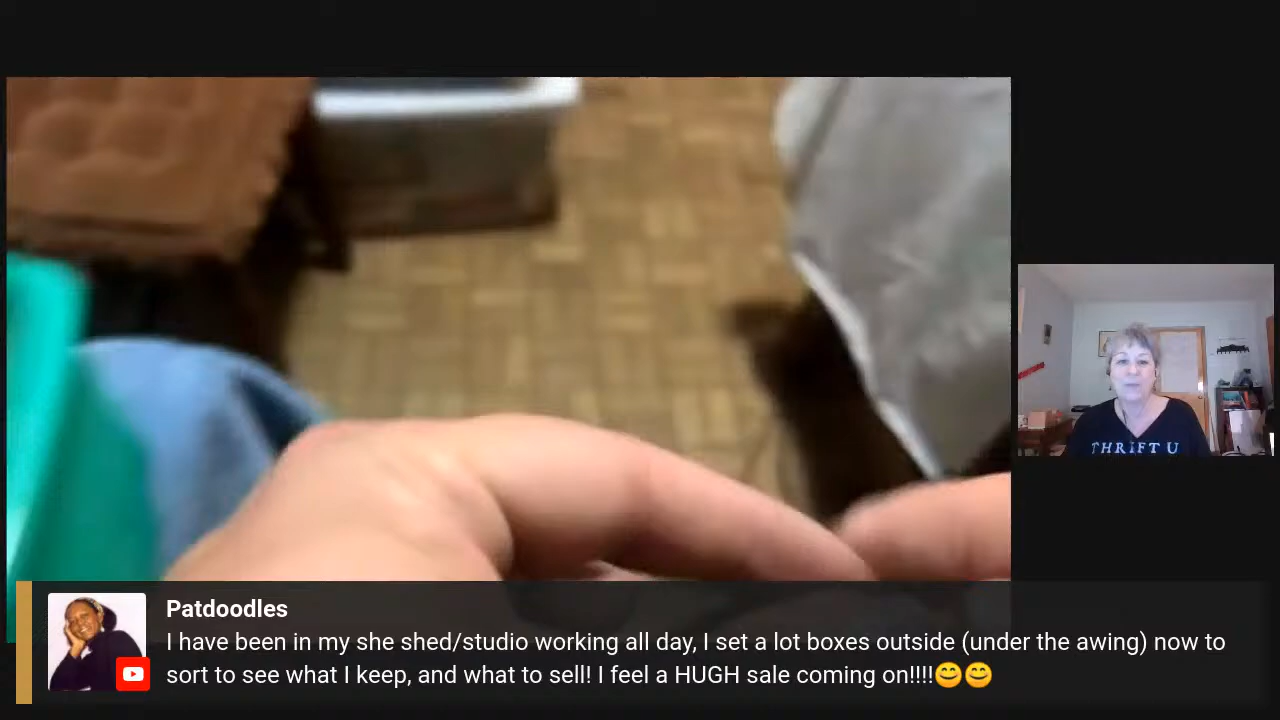 THRIFT U
Patdoodles
I have been in my she shed/studio working all day, I set a lot boxes outside (under the awing) now to
sort to see what I keep, and what to sell! I feel a HUGH sale coming on!!!!😊😊